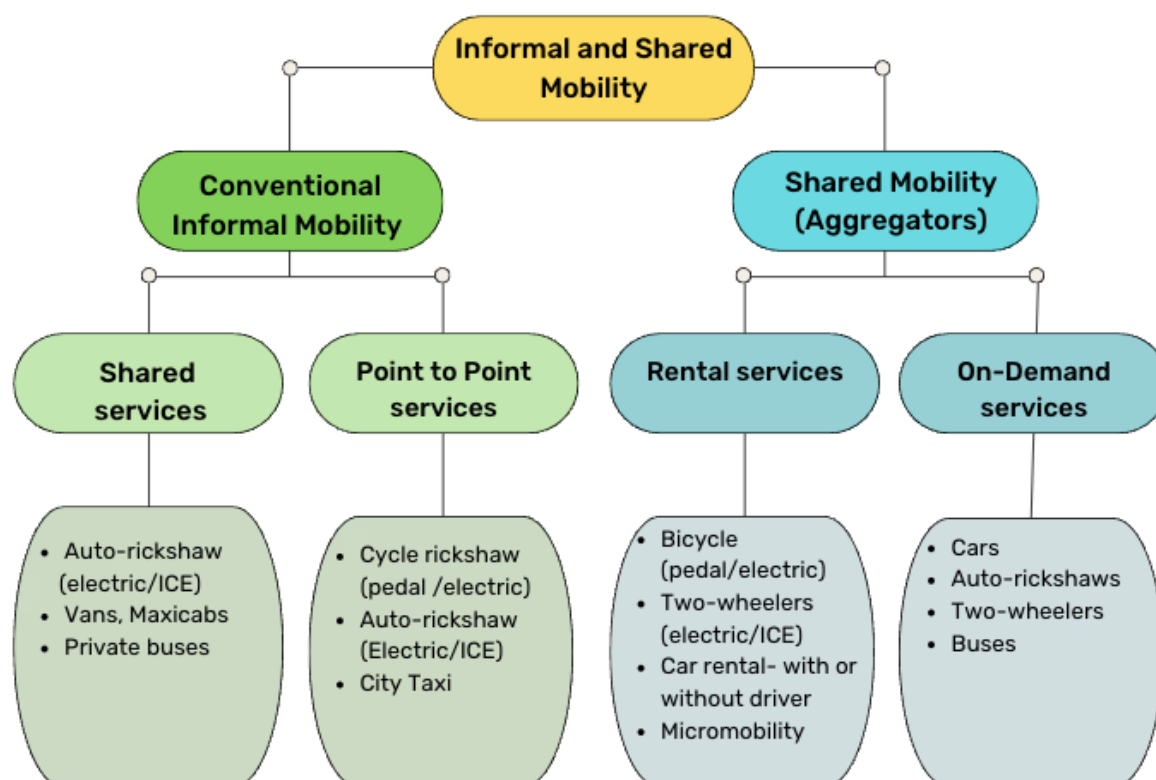 Informal and Shared
Mobility
Conventional
Informal Mobility
Shared Mobility
(Aggregators)
Shared
services
Point to Point
services
Rental services
On-Demand
services
• Auto-rickshaw
(electric/ICE)
• Vans, Maxicabs
• Private buses
• Cycle rickshaw
(pedal /electric)
• Auto-rickshaw
(Electric/ICE)
• City Taxi
• Bicycle
(pedal/electric)
• Two-wheelers
(electric/ICE)
• Car rental- with or
without driver
• Micromobility
• Cars
• Auto-rickshaws
• Two-wheelers
• Buses